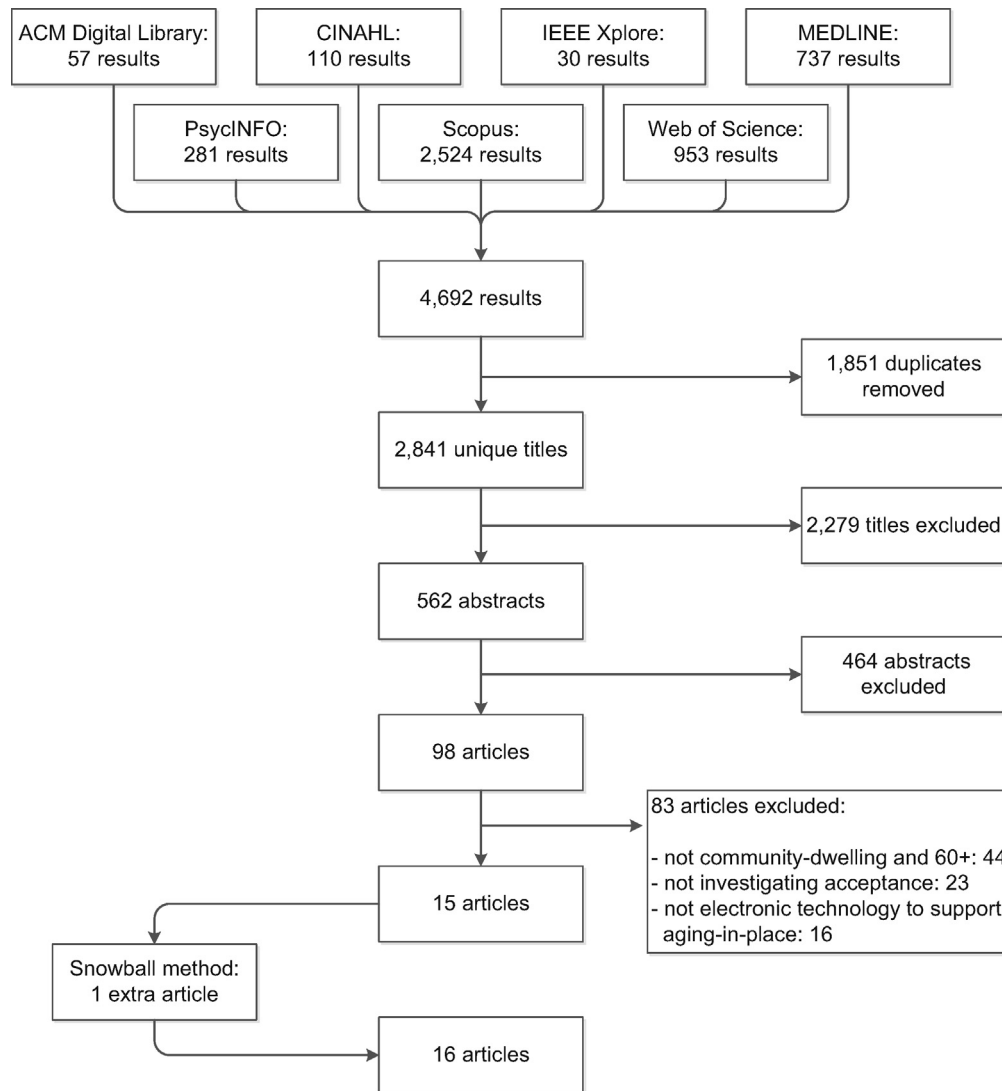 ACM Digital Library:
57 results
CINAHL:
110 results
IEEE Xplore:
30 results
MEDLINE:
737 results
PsycINFO:
281 results
Scopus:
2,524 results
Web of Science:
953 results
4,692 results
1,851 duplicates
removed
2,841 unique titles
2,279 titles excluded
562 abstracts
464 abstracts
excluded
98 articles
83 articles excluded:
- not community-dwelling and 60+: 44
- not investigating acceptance: 23
- not electronic technology to support
aging-in-place: 16
15 articles
Snowball method:
1 extra article
16 articles